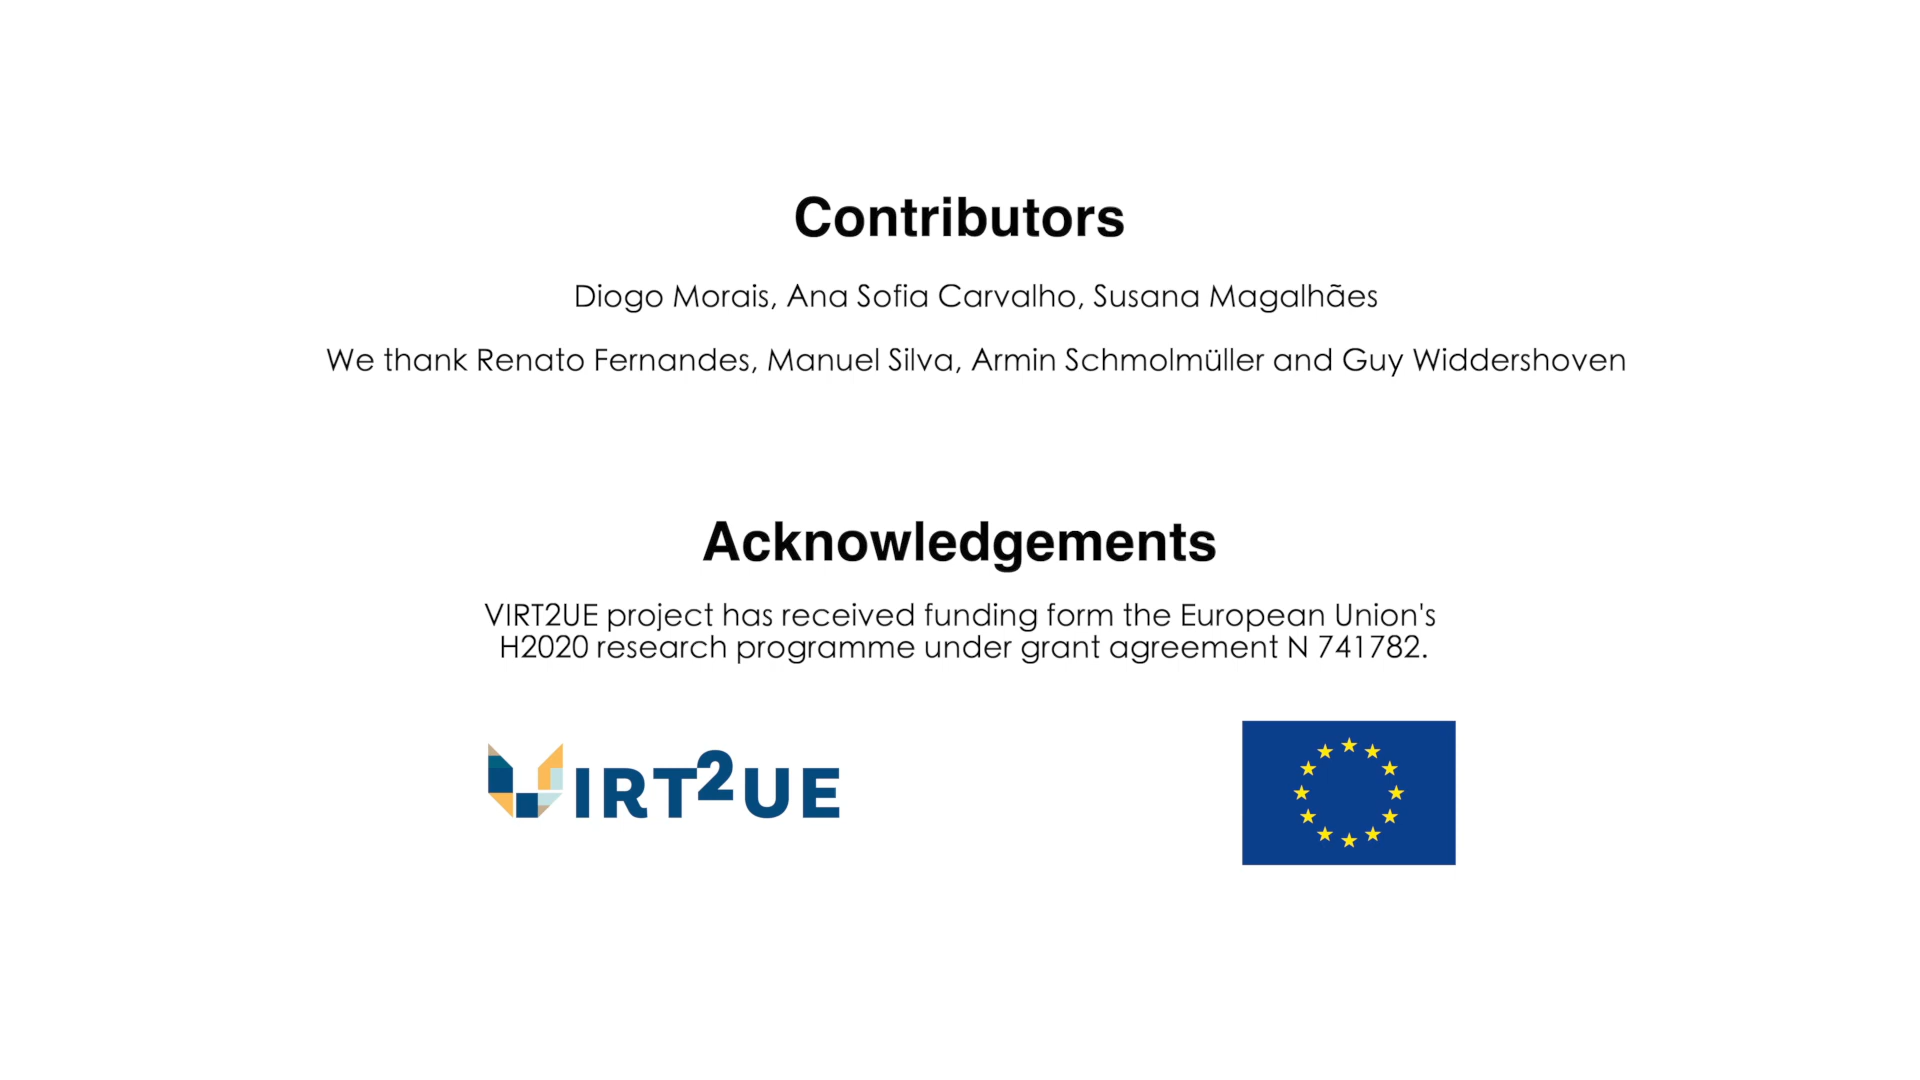 Contributors
Diogo Morais, Ana Sofia Carvalho, Susana Magalhães
We thank Renato Fernandes, Manuel Silva, Armin Schmolmüller and Guy Widdershoven
Acknowledgements
VIRT2UE project has received funding form the European Union's
H2020 research programme under grant agreement N 741782.
VIRT2UE